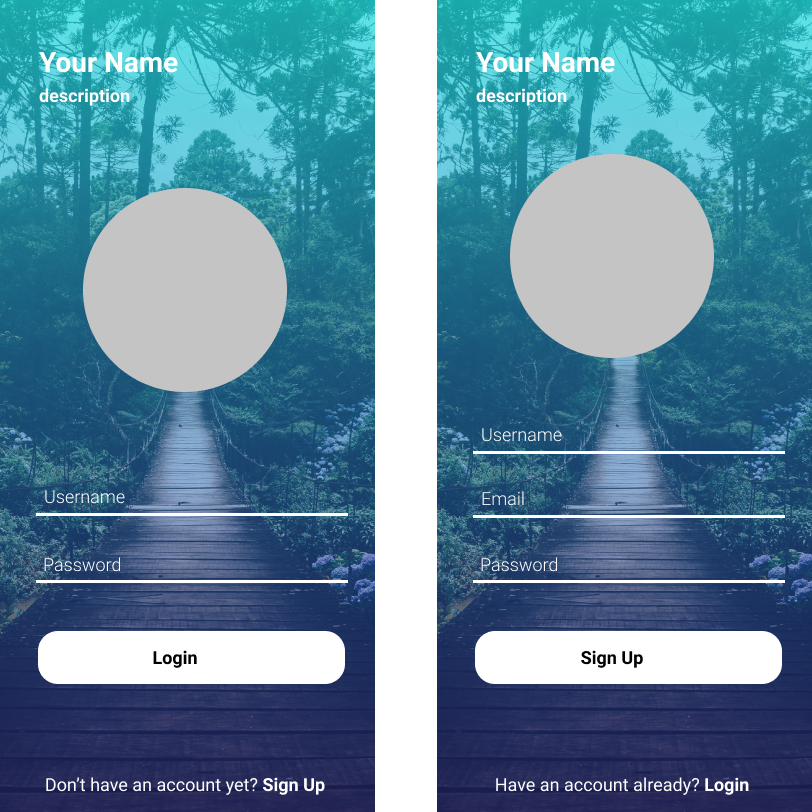 Your Name
description
Username
Password
Login
Don't have an account yet? Sign Up
Your Name
description
Username
Email
Password
Sign Up
Have an account already? Login